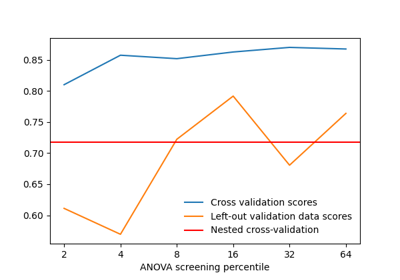 0.85
0.80
0.75
0.70
0.65
0.60
Cross validation scores
Left-out validation data scores
Nested cross-validation
2 4 8 16 32 64
ANOVA screening percentile